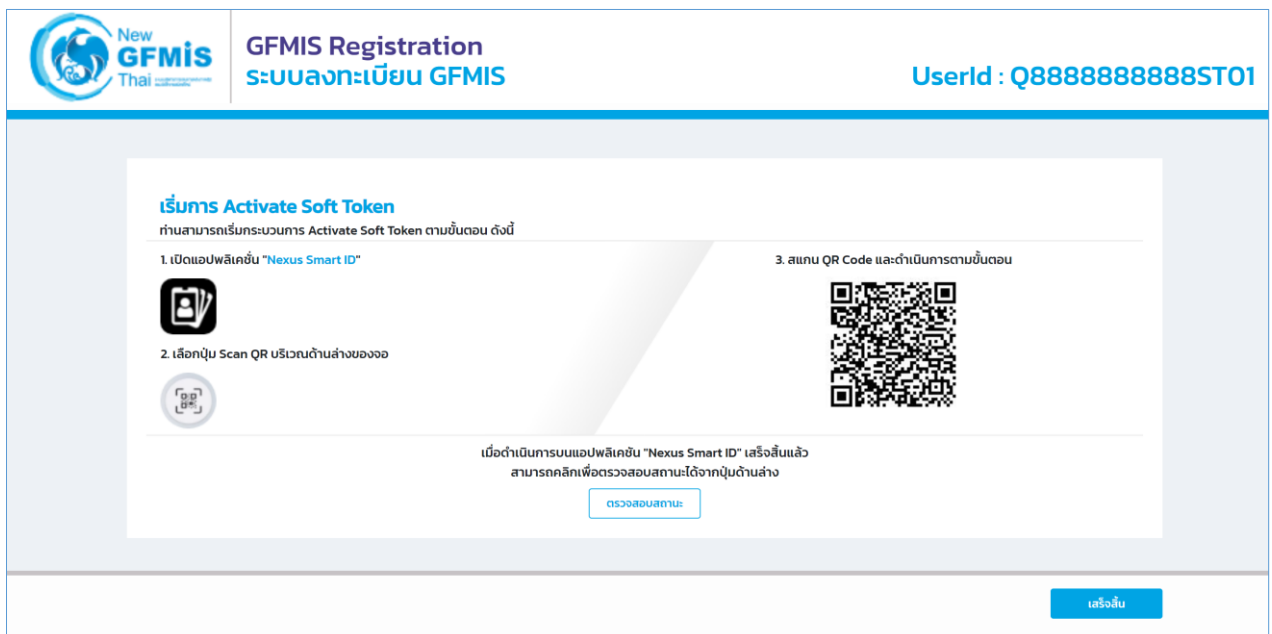 New
GFMiS
Thai
GFMIS Registration
ระบบลงทะเบียน GFMIS
UserId : Q8888888888ST01
เริ่มการ Activate Soft Token
ท่านสามารถเริ่มกระบวนการ Activate Soft Token ตามขั้นตอน ดังนี้
1. เปิดแอปพลิเคชั่น "Nexus Smart ID"
3. สแกน QR Code และดำเนินการตามขั้นตอน
2. เลือกปุ่ม Scan QR บริเวณด้านล่างของจอ
เมื่อดำเนินการบนแอปพลิเคชัน "Nexus Smart ID" เสร็จสิ้นแล้ว
สามารถคลิกเพื่อตรวจสอบสถานะได้จากปุ่มด้านล่าง
ตรวจสอบสถานะ
เสร็จสิ้น